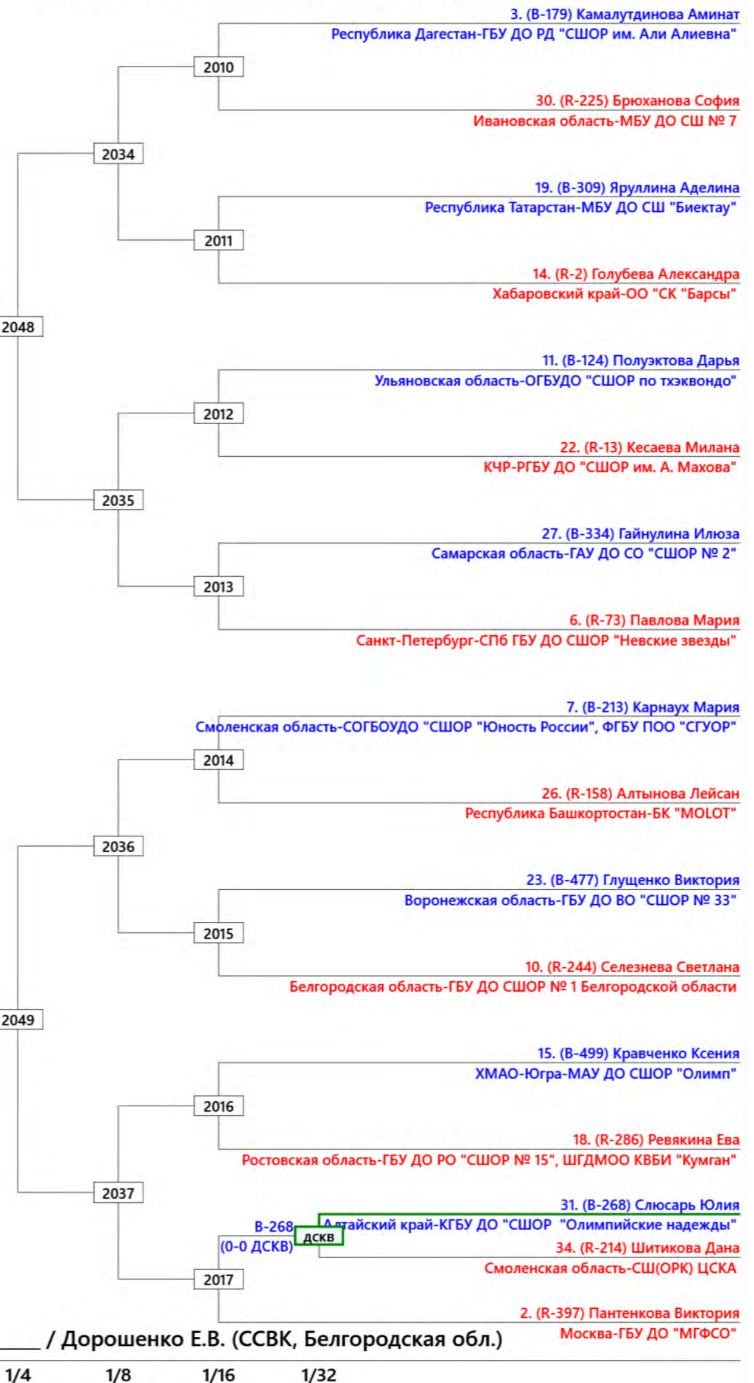 3. (B-179) Камалутдинова Аминат
Республика Дагестан-ГБУ ДО РД "СШОР им. Али Алиевна"
2010
30. (R-225) Брюханова София
Ивановская область-МБУ ДО СШ № 7
2034
19. (B-309) Яруллина Аделина
Республика Татарстан-МБУ ДО СШ "Биектау"
2011
14. (R-2) Голубева Александра
Хабаровский край-ОО "СК "Барсы"
2048
11. (B-124) Полуэктова Дарья
Ульяновская область-ОГБУДО "СШОР по тхэквондо"
2012
22. (R-13) Кесаева Милана
КЧР-РГБУ ДО "СШОР им. А. Махова"
2035
27. (B-334) Гайнулина Илюза
Самарская область-ГАУ ДО СО "СШОР № 2"
2013
6. (R-73) Павлова Мария
Санкт-Петербург-СПб ГБУ ДО СШОР "Невские звезды"
7. (B-213) Карнаух Мария
Смоленская область-СОГБОУДО "СШОР "Юность России", ФГБУ ПОО "СГУОР"
2014
26. (R-158) Алтынова Лейсан
Республика Башкортостан-БК "MOLOT"
2036
23. (B-477) Глущенко Виктория
Воронежская область-ГБУ ДО ВО "СШОР № 33"
2015
10. (R-244) Селезнева Светлана
Белгородская область-ГБУ ДО СШОР № 1 Белгородской области
2049
15. (B-499) Кравченко Ксения
ХМАО-Югра-МАУ ДО СШОР "Олимп"
2016
18. (R-286) Ревякина Ева
Ростовская область-ГБУ ДО РО "СШОР № 15", ШГДМОО КВБИ "Кумган"
2037
31. (B-268) Слюсарь Юлия
Алтайский край-КГБУ ДО "СШОР "Олимпийские надежды"
B-268
дскв
(0-0 ДСКВ)
34. (R-214) Шитикова Дана
Смоленская область-СШ(ОРК) ЦСКА
2017
2. (R-397) Пантенкова Виктория
Москва-ГБУ ДО "МГФСО"
/ Дорошенко Е.В. (ССВК, Белгородская обл.)
1/4 1/8 1/16 1/32